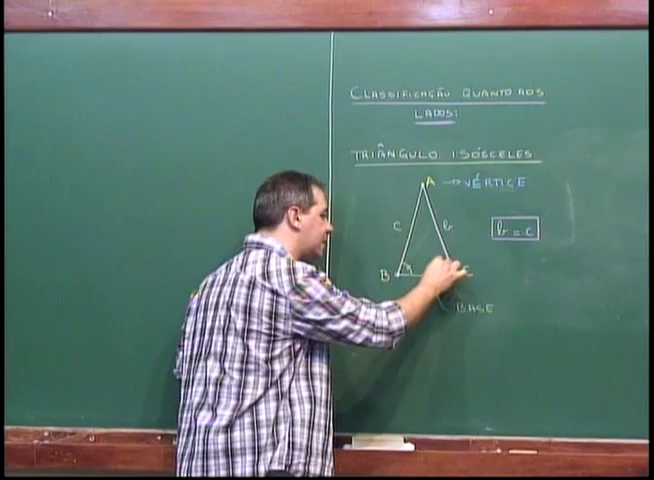 CLASSIFICAÇÃO QUANTO AOS
LADOS:
TRIÂNGULO ISÓSCELES
A → VÉRTICE
c
b
b = c
B
BASE